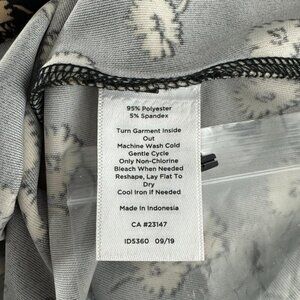 95% Polyester
5% Spandex
Turn Garment Inside
Out
Machine Wash Cold
Gentle Cycle
Only Non-Chlorine
Bleach When Needed
Reshape, Lay Flat To
Dry
Cool Iron if Needed
Made in Indonesia
CA #23147
ID5360 09/19